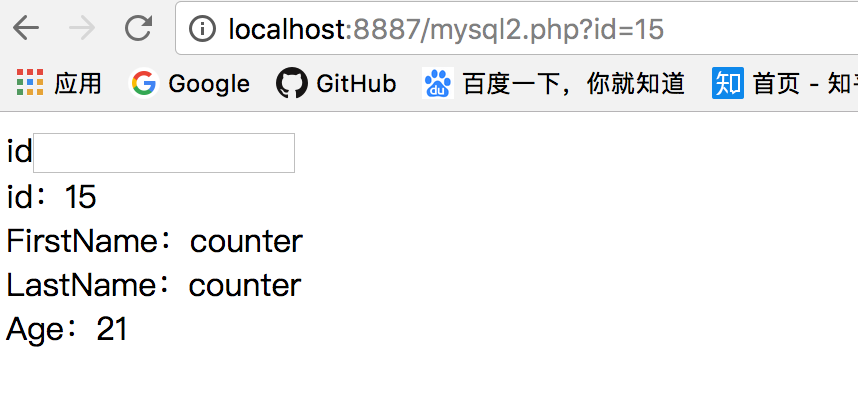 localhost:8887/mysql2.php?id=15
应用 Google GitHub du 百度一下，你就知道 知 首页 - 知
id
id：15
FirstName：counter
LastName：counter
Age：21